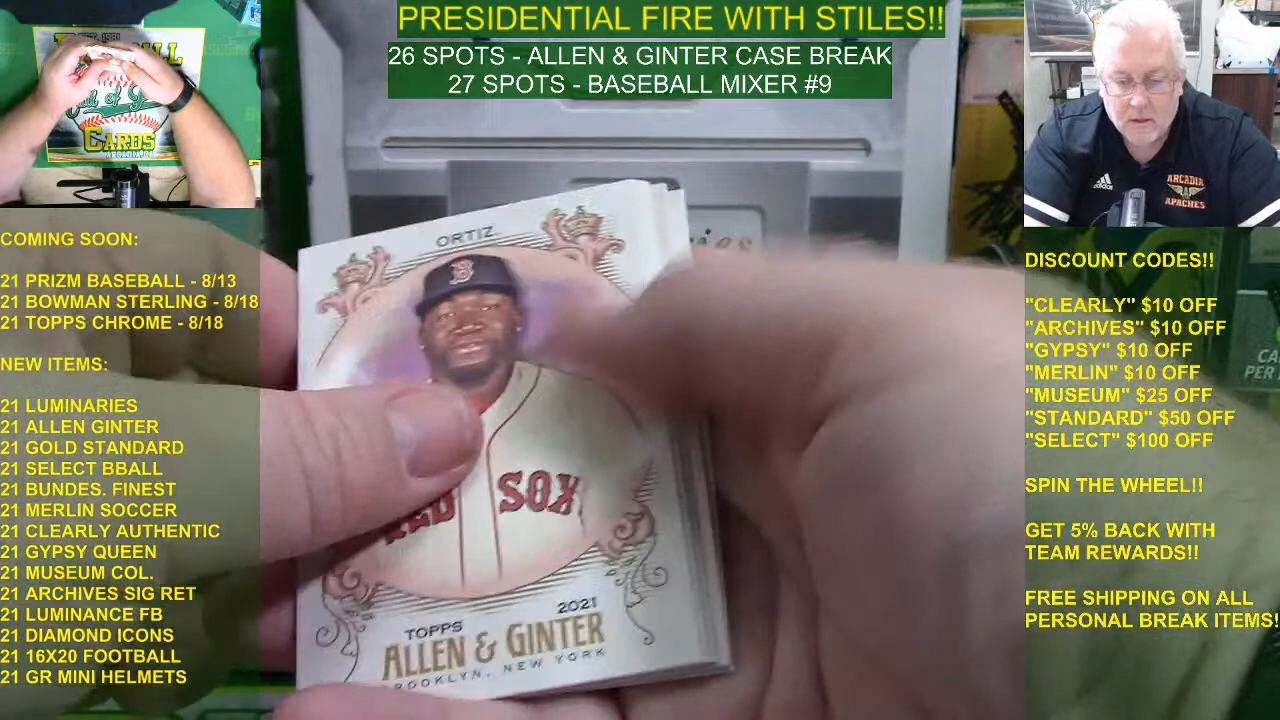 PRESIDENTIAL FIRE WITH STILES!!
26 SPOTS - ALLEN & GINTER CASE BREAK
27 SPOTS - BASEBALL MIXER #9
EST. 1981
CARDS
COMING SOON:
21 PRIZM BASEBALL - 8/13
21 BOWMAN STERLING - 8/18
21 TOPPS CHROME - 8/18
NEW ITEMS:
21 LUMINARIES
21 ALLEN GINTER
21 GOLD STANDARD
21 SELECT BBALL
21 BUNDES. FINEST
21 MERLIN SOCCER
21 CLEARLY AUTHENTIC
21 GYPSY QUEEN
21 MUSEUM COL.
21 ARCHIVES SIG RET
21 LUMINANCE FB
21 DIAMOND ICONS
21 16X20 FOOTBALL
21 GR MINI HELMETS
ORTIZ
B
RED SOX
2021
TOPPS
ALLEN & GINTER
BROOKLYN, NEW YORK
adidas
ARCADIA
APACHES
DISCOUNT CODES!!
"CLEARLY" $10 OFF
"ARCHIVES" $10 OFF
"GYPSY" $10 OFF
"MERLIN" $10 OFF
"MUSEUM" $25 OFF
"STANDARD" $50 OFF
"SELECT" $100 OFF
SPIN THE WHEEL!!
GET 5% BACK WITH
TEAM REWARDS!!
FREE SHIPPING ON ALL
PERSONAL BREAK ITEMS!